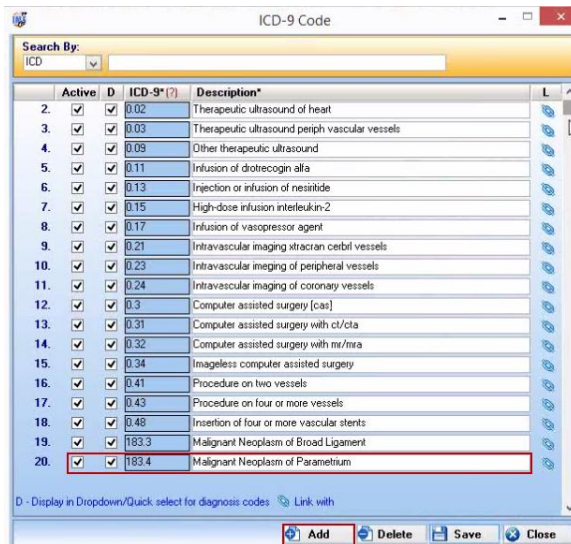 IMS
ICD-9 Code
Search By:
ICD
Active D ICD-9*(?) Description* L
2. 0.02 Therapeutic ultrasound of heart
3. 0.03 Therapeutic ultrasound periph vascular vessels
4. 0.09 Other therapeutic ultrasound
5. 0.11 Infusion of drotrecogin alfa
6. 0.13 Injection or infusion of nesiritide
7. 0.15 High-dose infusion interleukin-2
8. 0.17 Infusion of vasopressor agent
9. 0.21 Intravascular imaging xtracran cerbrl vessels
10. 0.23 Intravascular imeging of peripheral vessels
11. 0.24 Intravascular imaging of coronary vessels
12. 0.3 Computer assisted surgery [cas]
13. 0.31 Computer assisted surgery with ct/cta
14. 0.32 Computer assisted surgery with mr/mra
15. 0.34 Imageless computer assisted surgery
16. 0.41 Procedure on two vessels
17. 0.43 Procedure on four or more vessels
18. 0.48 Insertion of four or more vascular stents
19. 183.3 Malignant Neoplasm of Broad Ligament
20. 183.4 Malignant Neoplasm of Parametrium
D - Display in Dropdown/Quick select for diagnosis codes Link with
Add Delete Save Close